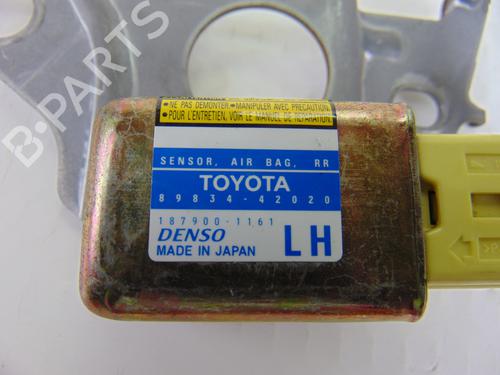 B-PARTS
• NE PAS DEMONTER. • MANIPULER AVEC PRECAUTION.
• POUR L'ENTRETIEN, VOIR LE MANUEL DE REPARATION.
SENSOR, AIR BAG, RR
TOYOTA
89834-42020
187900-1161
DENSO
MADE IN JAPAN
LH